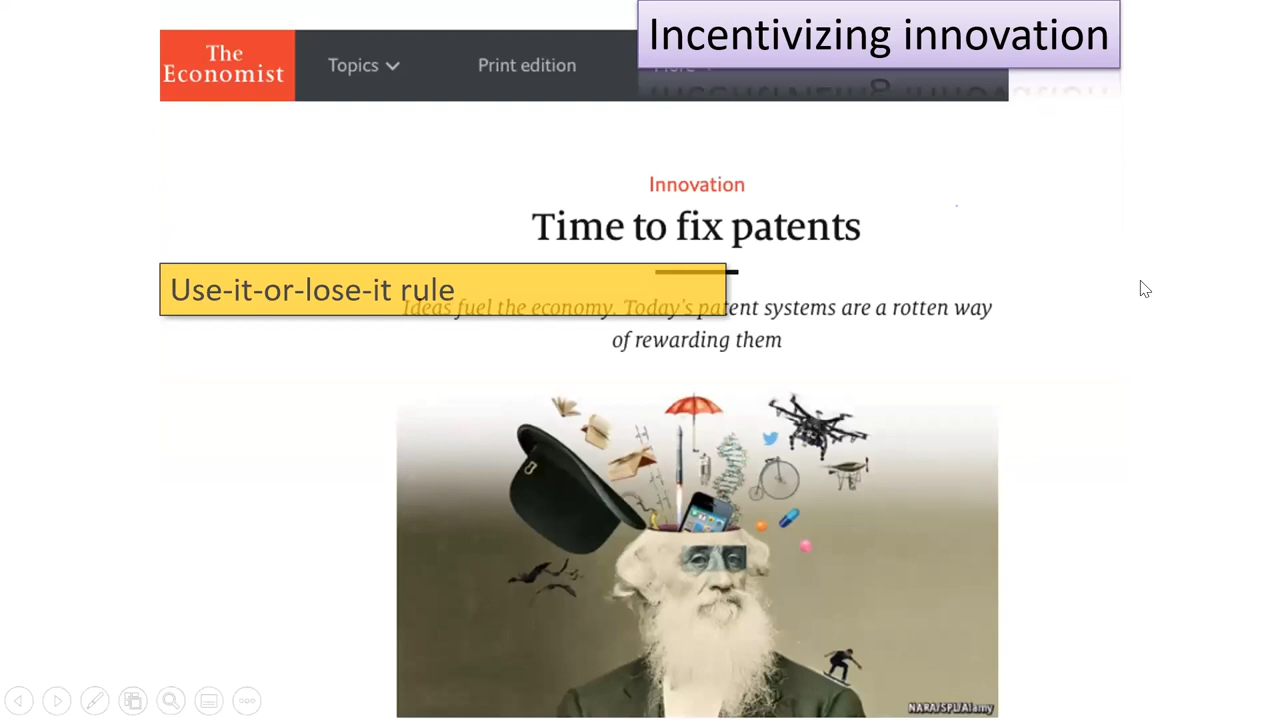 Incentivizing innovation
The
Economist
Topics
Print edition
More
Innovation
Time to fix patents
Use-it-or-lose-it rule
Ideas fuel the economy. Today's patent systems are a rotten way
of rewarding them
NARA/SPL/Alamy